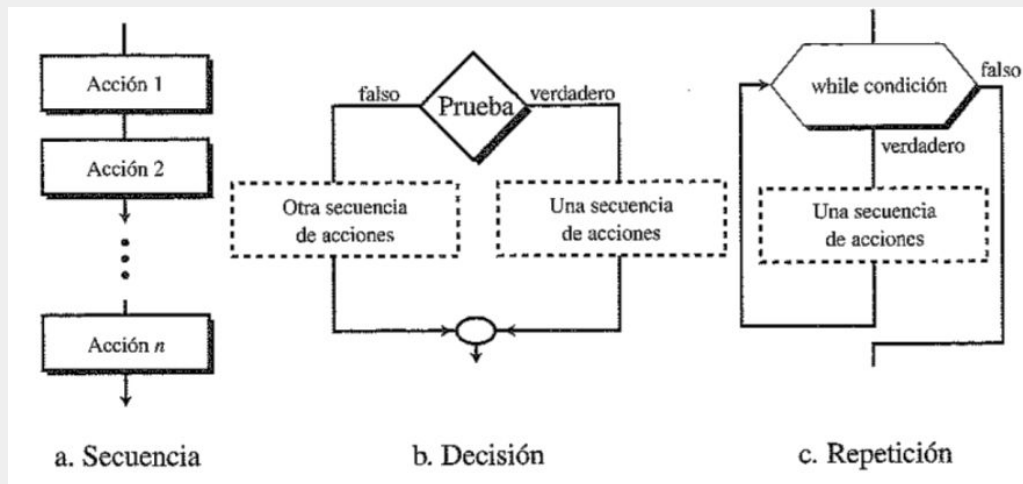 Acción 1
Acción 2
Acción n
a. Secuencia
falso
Prueba
verdadero
Otra secuencia
de acciones
Una secuencia
de acciones
b. Decisión
while condición
falso
verdadero
Una secuencia
de acciones
c. Repetición